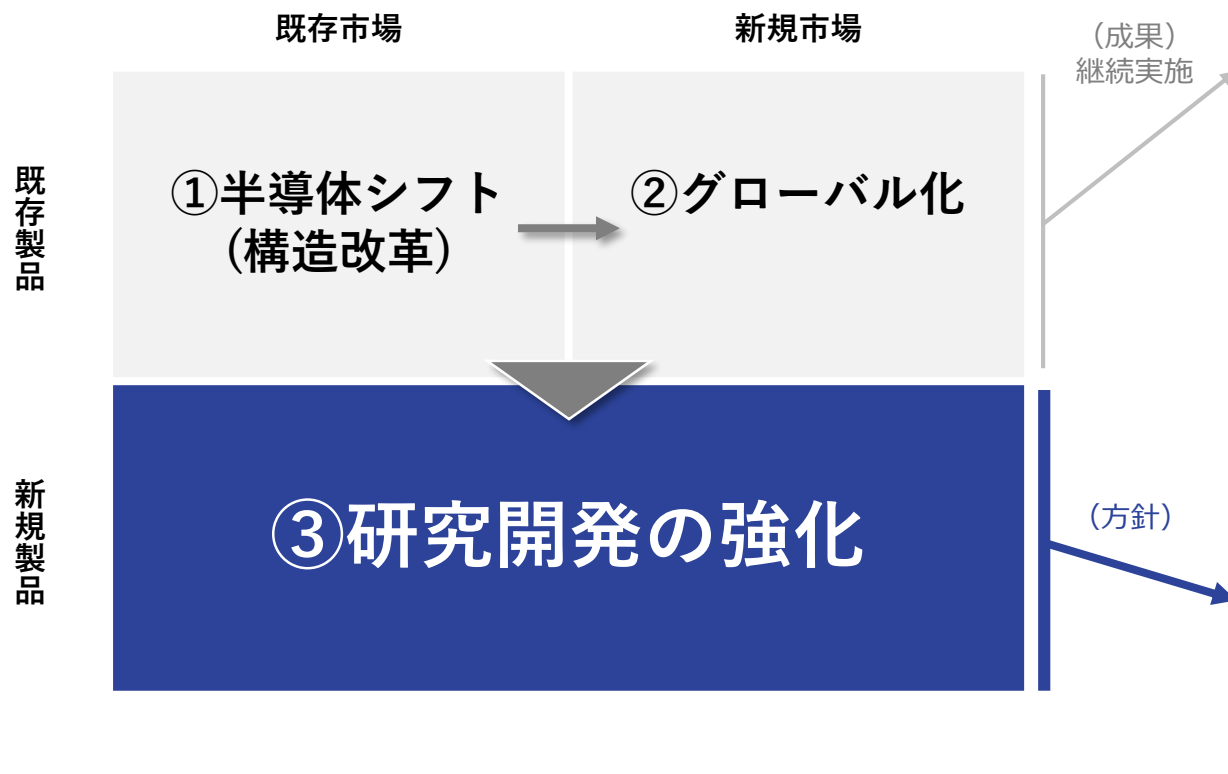 既存市場
新規市場
（成果）
継続実施
既存製品
①半導体シフト
(構造改革)
②グローバル化
新規製品
③研究開発の強化
（方針）